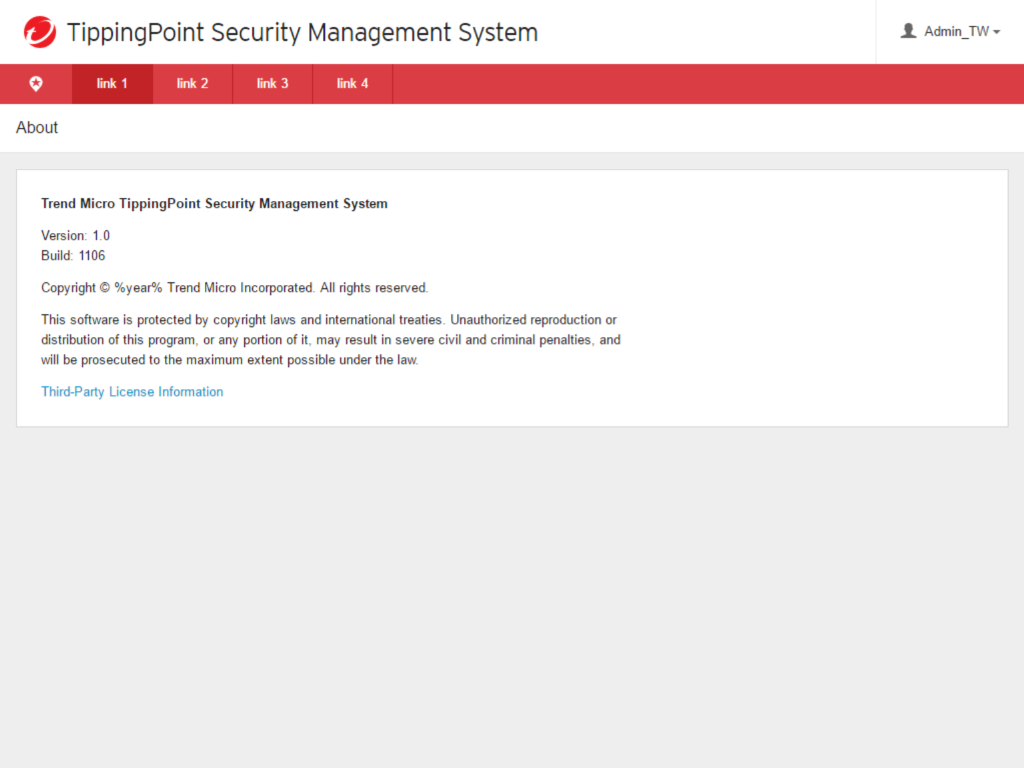 TippingPoint Security Management System
Admin_TW
link 1
link 2
link 3
link 4
About
Trend Micro TippingPoint Security Management System
Version: 1.0
Build: 1106
Copyright © %year% Trend Micro Incorporated. All rights reserved.
This software is protected by copyright laws and international treaties. Unauthorized reproduction or
distribution of this program, or any portion of it, may result in severe civil and criminal penalties, and
will be prosecuted to the maximum extent possible under the law.
Third-Party License Information